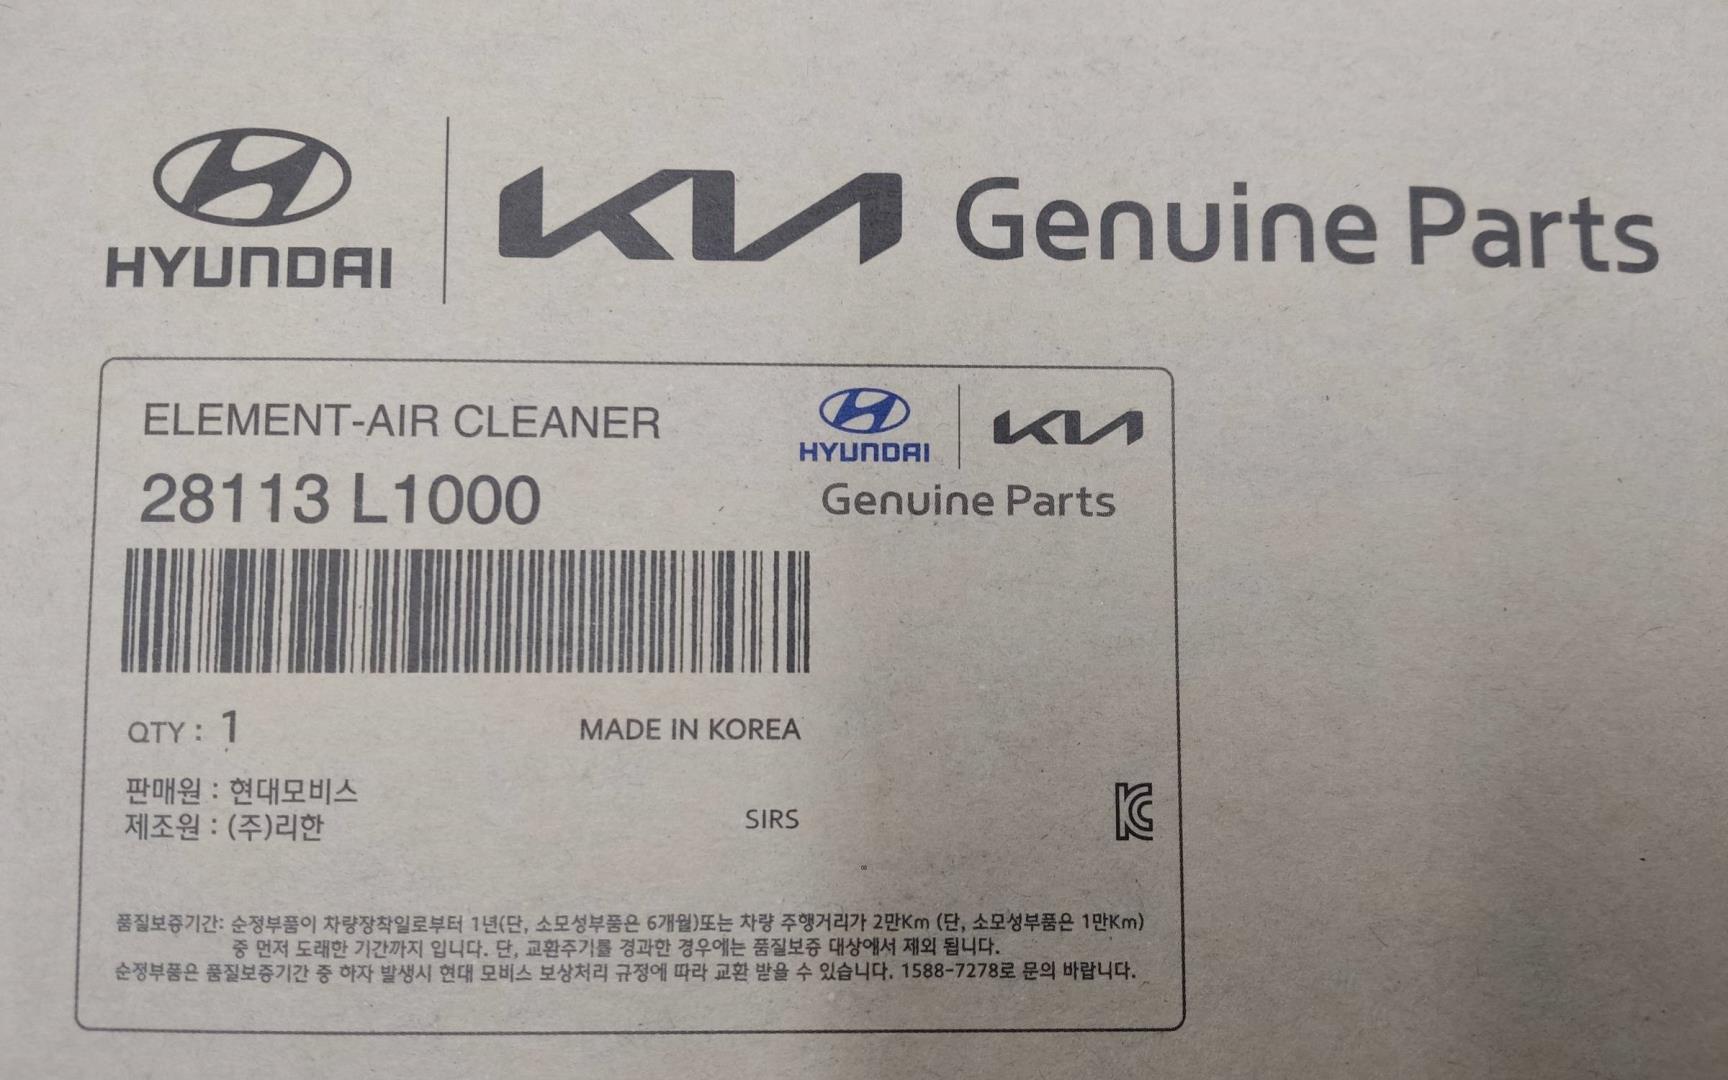 HYUNDAI KIA Genuine Parts
ELEMENT-AIR CLEANER
28113 L1000
HYUNDAI KIA
Genuine Parts
QTY : 1 MADE IN KOREA
판매원 : 현대모비스
제조원 : (주)리한
SIRS
KC
품질보증기간: 순정부품이 차량장착일로부터 1년(단, 소모성부품은 6개월)또는 차량 주행거리가 2만Km (단, 소모성부품은 1만Km)
중 먼저 도래한 기간까지 입니다. 단, 교환주기를 경과한 경우에는 품질보증 대상에서 제외 됩니다.
순정부품은 품질보증기간 중 하자 발생시 현대 모비스 보상처리 규정에 따라 교환 받을 수 있습니다. 1588-7278로 문의 바랍니다.